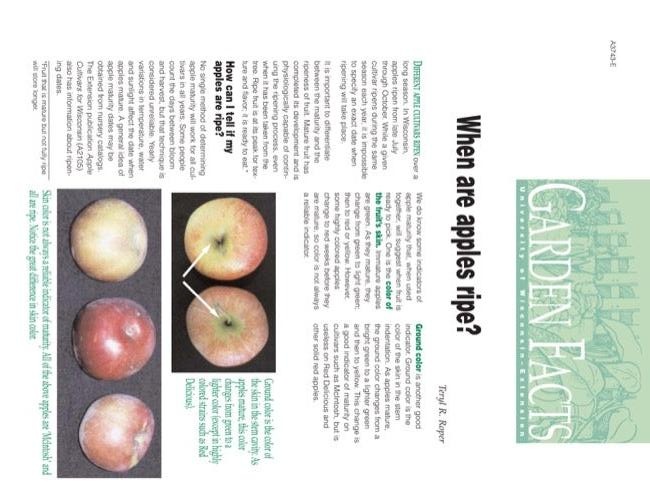 A3743-E
GARDEN FACTS
University of Wisconsin-Extension
When are apples ripe?
Teryl R. Roper
DIFFERENT APPLE CULTIVARS RIPEN over a
long season. In Wisconsin,
apples ripen from late July
through October. While a given
cultivar ripens during the same
season each year, it is impossible
to specify an exact date when
ripening will take place.
It is important to differentiate
between the maturity and the
ripeness of fruit. Mature fruit has
completed its development and is
physiologically capable of contin-
uing the ripening process, even
when it has been taken from the
tree. Ripe fruit is at its peak for tex-
ture and flavor; it is ready to eat.*
How can I tell if my
apples are ripe?
No single method of determining
apple maturity will work for all cul-
tivars in all years. Some people
count the days between bloom
and harvest, but that technique is
considered unreliable. Yearly
variations in temperature, water
and sunlight affect the date when
apples mature. A general idea of
apple maturity dates may be
obtained from nursery catalogs.
The Extension publication Apple
Cultivars for Wisconsin (A2105)
also has information about ripen-
ing dates.
*Fruit that is mature but not fully ripe
will store longer.
We do know some indicators of
apple maturity that, when used
together, will suggest when fruit is
ready to pick. One is the color of
the fruit's skin. Immature apples
are green. As they mature, they
change from green to light green;
then to red or yellow. However,
some highly colored apples
change to red weeks before they
are mature, so color is not always
a reliable indicator.
Ground color is another good
indicator. Ground color is the
color of the skin in the stem
indentation. As apples mature,
the ground color changes from a
bright green to a lighter green
and then to yellow. This change is
a good indicator of maturity on
cultivars such as McIntosh, but is
useless on Red Delicious and
other solid red apples.
Ground color is the color of
the skin in the stem cavity. As
apples mature, this color
changes from green to a
lighter color (except in highly
colored strains such as Red
Delicious).
Skin color is not always a reliable indicator of maturity. All of the above apples are 'McIntosh' and
all are ripe. Notice the great difference in skin color.